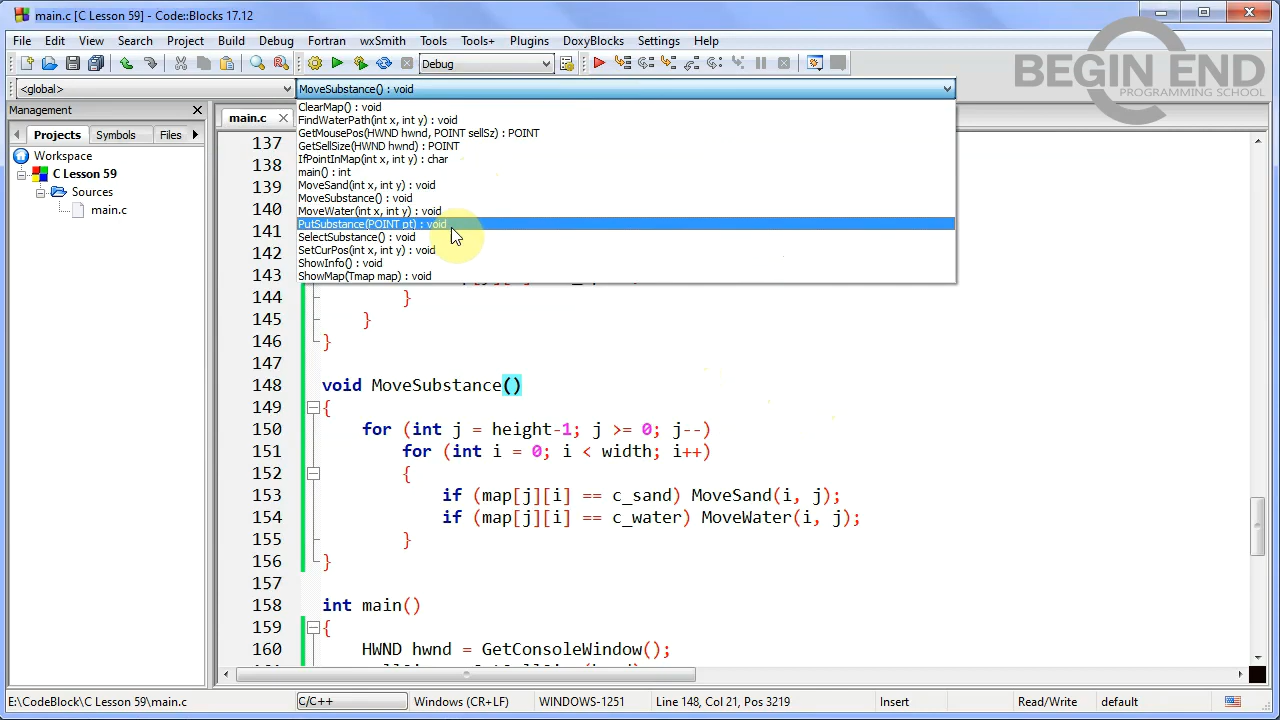 main.c [C Lesson 59] - Code::Blocks 17.12
File Edit View Search Project Build Debug Fortran wxSmith Tools Tools+ Plugins DoxyBlocks Settings Help
BEGIN END
PROGRAMMING SCHOOL
Debug
<global>
MoveSubstance() : void
Management
Projects Symbols Files
Workspace
C Lesson 59
Sources
main.c
main.c
ClearMap() : void
FindWaterPath(int x, int y) : void
GetMousePos(HWND hwnd, POINT sellSz) : POINT
GetSellSize(HWND hwnd) : POINT
IfPointInMap(int x, int y) : char
main() : int
MoveSand(int x, int y) : void
MoveSubstance() : void
MoveWater(int x, int y) : void
PutSubstance(POINT pt) : void
SelectSubstance() : void
SetCurPos(int x, int y) : void
ShowInfo() : void
ShowMap(Tmap map) : void
137
138
139
140
141
142
143
144 }
145 }
146 }
147
148 void MoveSubstance()
149 {
150 for (int j = height-1; j >= 0; j--)
151 for (int i = 0; i < width; i++)
152 {
153 if (map[j][i] == c_sand) MoveSand(i, j);
154 if (map[j][i] == c_water) MoveWater(i, j);
155 }
156 }
157
158 int main()
159 {
160 HWND hwnd = GetConsoleWindow();
E:\CodeBlock\C Lesson 59\main.c C/C++ Windows (CR+LF) WINDOWS-1251 Line 148, Col 21, Pos 3219 Insert Read/Write default